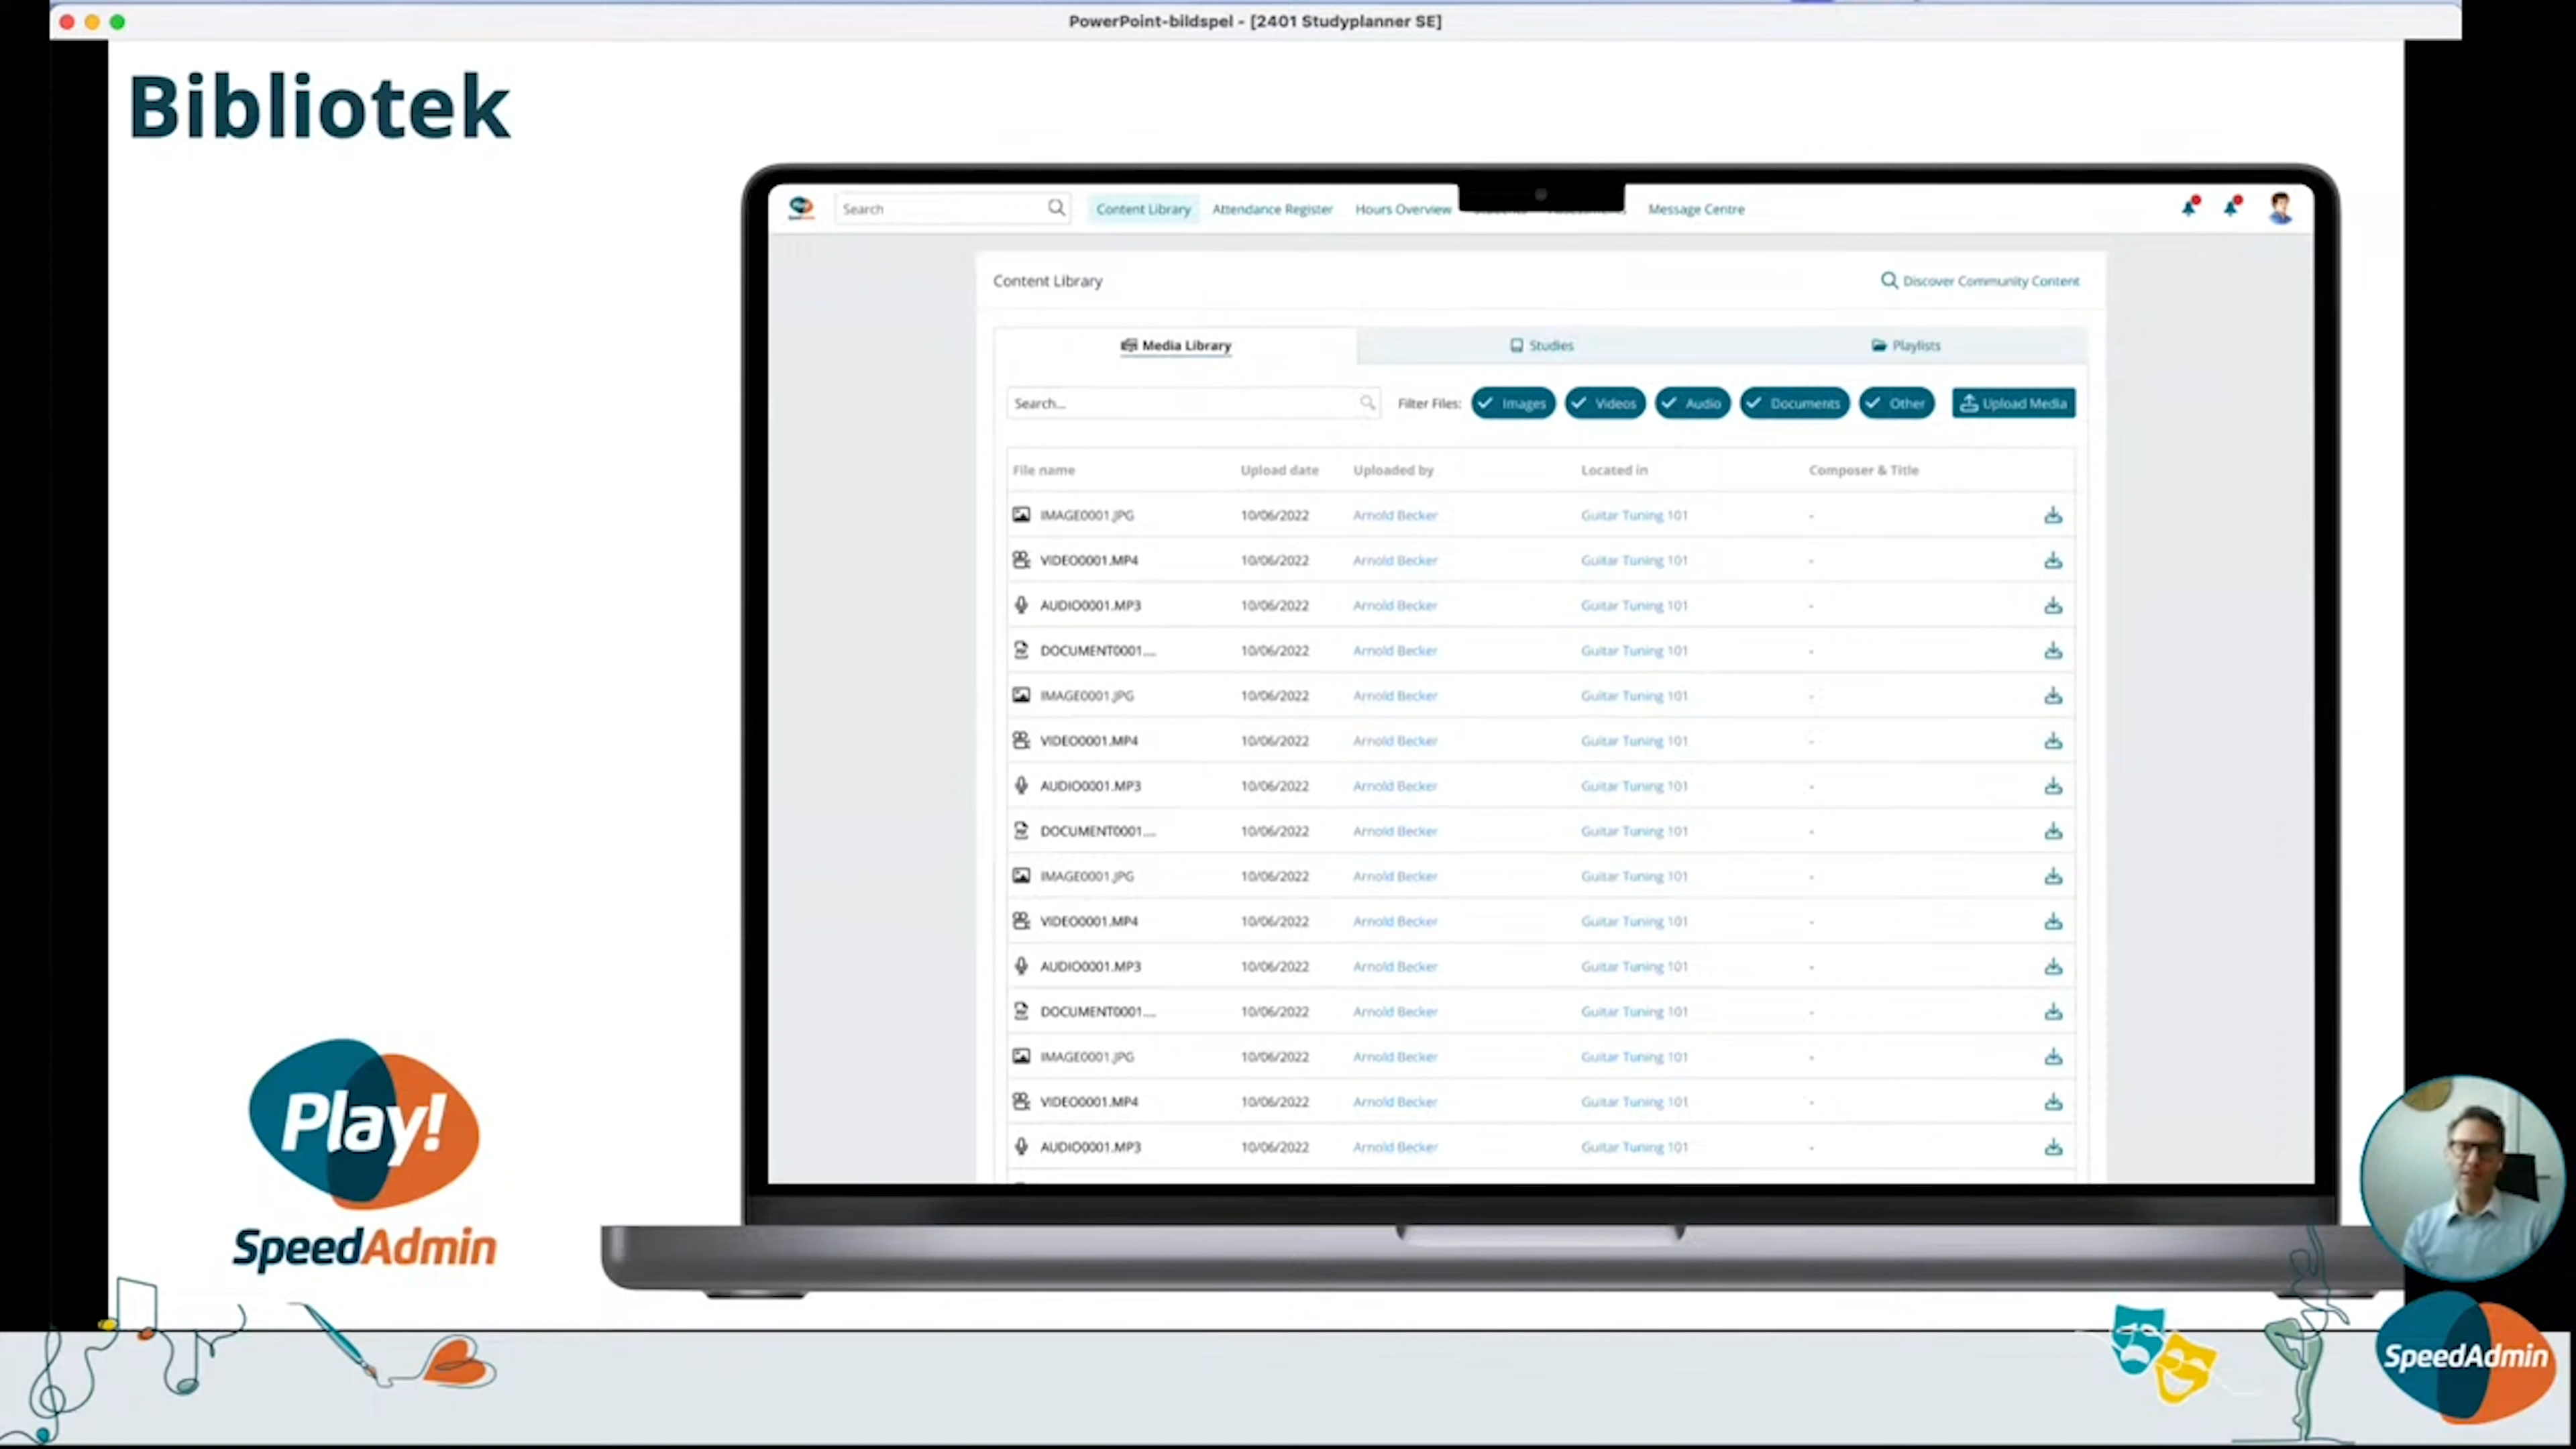 PowerPoint-bildspel - [2401 Studyplanner SE]
Bibliotek
Play!
Search
Content Library
Attendance Register
Hours Overview
Message Centre
Content Library
Discover Community Content
Media Library
Studies
Playlists
Search...
Filter Files:
Images
Videos
Audio
Documents
Other
Upload Media
File name Upload date Uploaded by Located in Composer & Title
IMAGE0001.JPG 10/06/2022 Arnold Becker Guitar Tuning 101 -
VIDEO0001.MP4 10/06/2022 Arnold Becker Guitar Tuning 101 -
AUDIO0001.MP3 10/06/2022 Arnold Becker Guitar Tuning 101 -
DOCUMENT0001.... 10/06/2022 Arnold Becker Guitar Tuning 101 -
IMAGE0001.JPG 10/06/2022 Arnold Becker Guitar Tuning 101 -
VIDEO0001.MP4 10/06/2022 Arnold Becker Guitar Tuning 101 -
AUDIO0001.MP3 10/06/2022 Arnold Becker Guitar Tuning 101 -
DOCUMENT0001.... 10/06/2022 Arnold Becker Guitar Tuning 101 -
IMAGE0001.JPG 10/06/2022 Arnold Becker Guitar Tuning 101 -
VIDEO0001.MP4 10/06/2022 Arnold Becker Guitar Tuning 101 -
AUDIO0001.MP3 10/06/2022 Arnold Becker Guitar Tuning 101 -
DOCUMENT0001.... 10/06/2022 Arnold Becker Guitar Tuning 101 -
IMAGE0001.JPG 10/06/2022 Arnold Becker Guitar Tuning 101 -
VIDEO0001.MP4 10/06/2022 Arnold Becker Guitar Tuning 101 -
AUDIO0001.MP3 10/06/2022 Arnold Becker Guitar Tuning 101 -
Play!
SpeedAdmin
SpeedAdmin